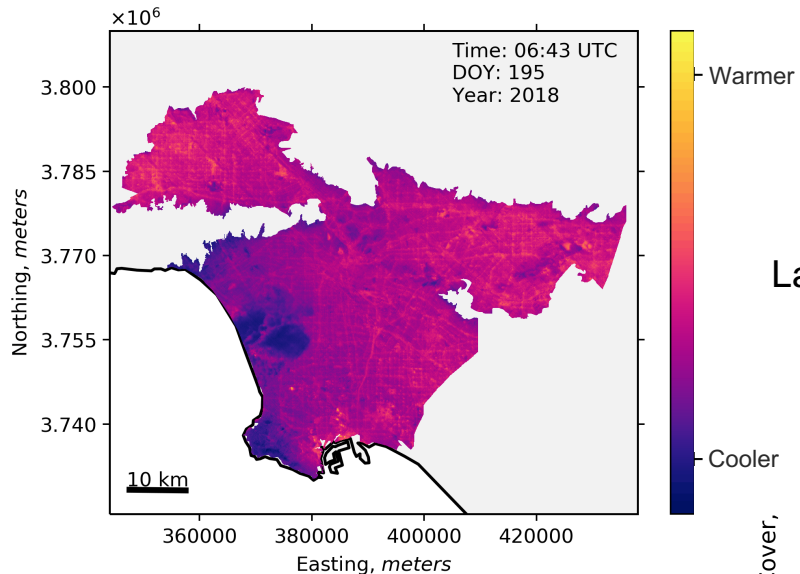 ×10⁶
Time: 06:43 UTC
DOY: 195
Year: 2018
3.800
3.785
3.770
3.755
3.740
Northing, meters
10 km
360000 380000 400000 420000
Easting, meters
Warmer
Cooler
La
over,